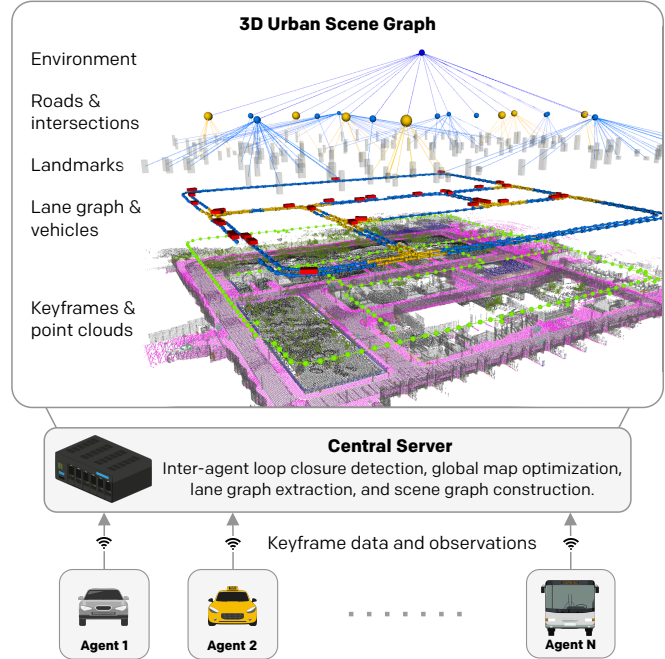 3D Urban Scene Graph
Environment
Roads &
intersections
Landmarks
Lane graph &
vehicles
Keyframes &
point clouds
Central Server
Inter-agent loop closure detection, global map optimization,
lane graph extraction, and scene graph construction.
Keyframe data and observations
Agent 1
Agent 2
Agent N